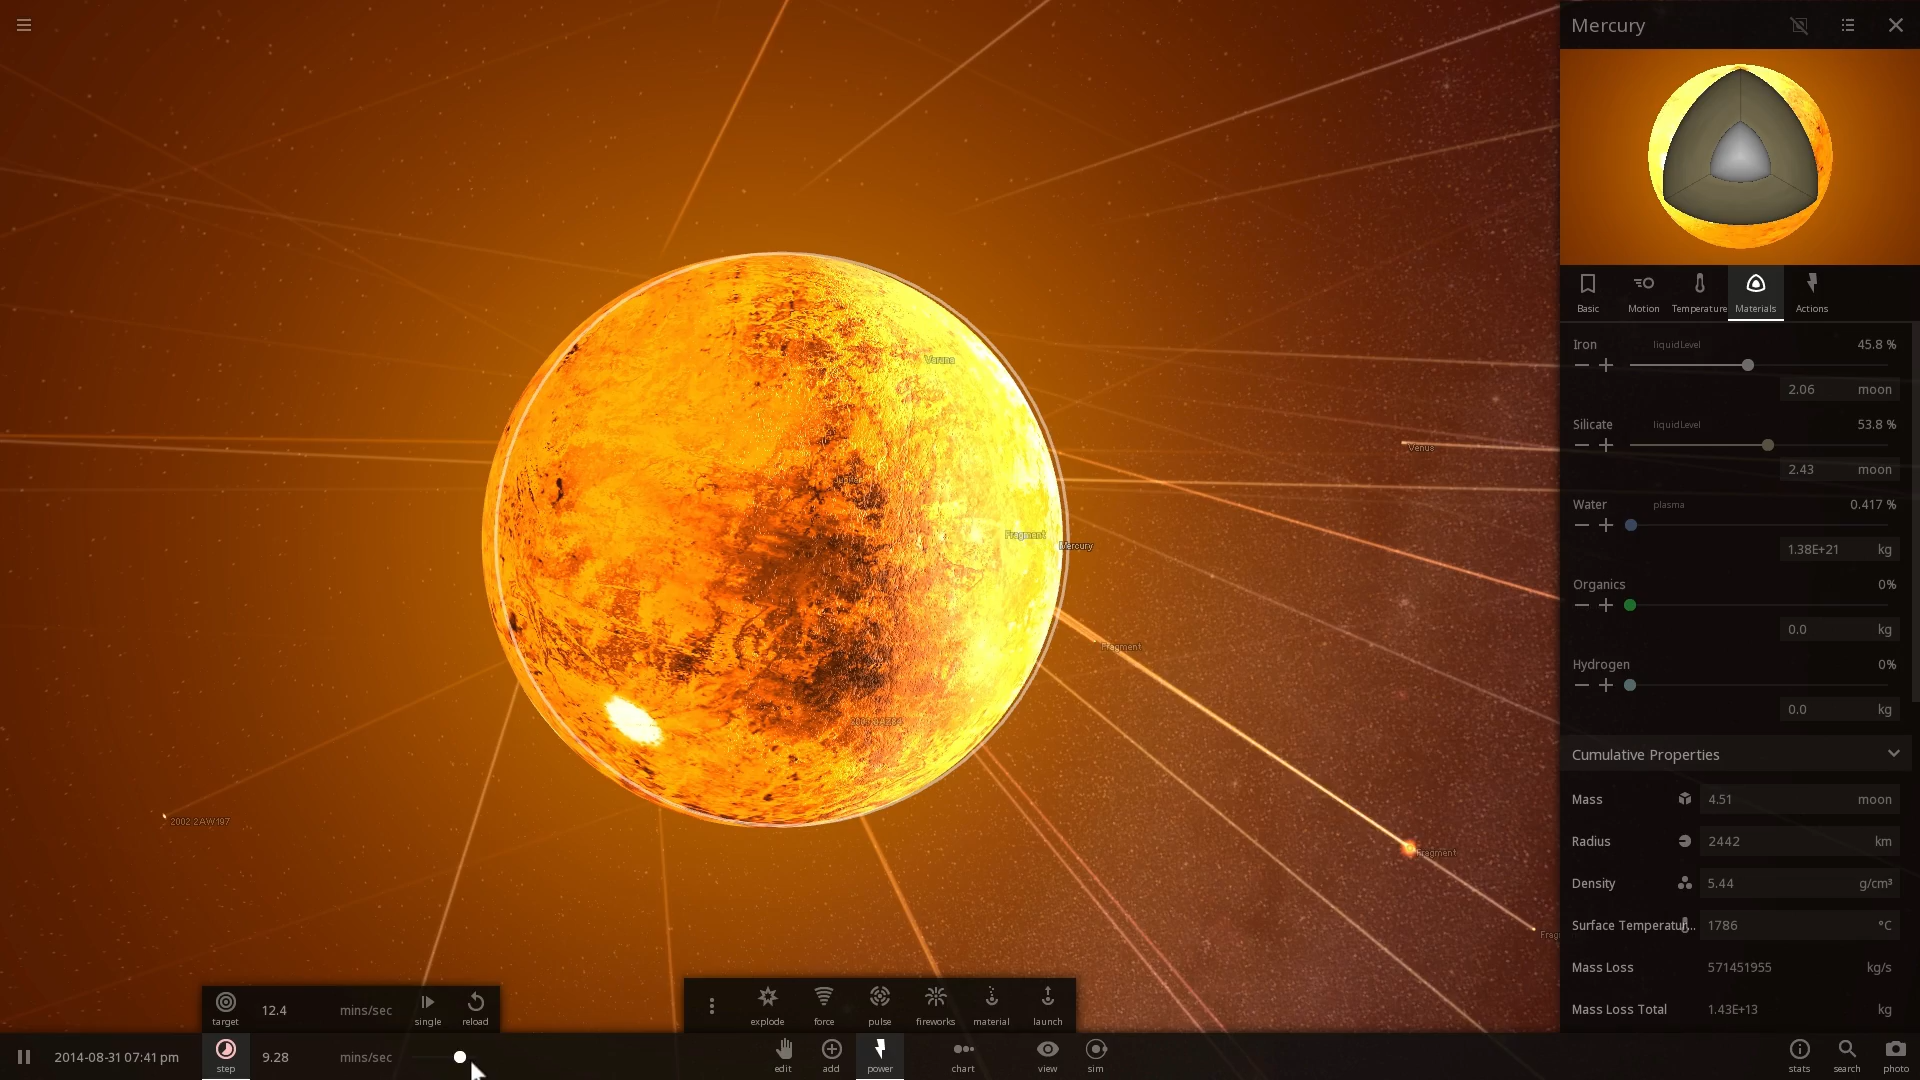 Mercury
Basic
Motion
Temperature
Materials
Actions
Iron liquidLevel 45.8 %
2.06 moon
Silicate liquidLevel 53.8 %
2.43 moon
Water plasma 0.417 %
1.38E+21 kg
Organics 0%
0.0 kg
Hydrogen 0%
0.0 kg
Cumulative Properties
Mass 4.51 moon
Radius 2442 km
Density 5.44 g/cm³
Surface Temperatur... 1786 °C
Mass Loss 571451955 kg/s
Mass Loss Total 1.43E+13 kg
Varuna
Venus
Jupiter
Fragment
Mercury
Fragment
2002 2AW197
Fragment
target 12.4 mins/sec single reload
explode force pulse fireworks material launch
2014-08-31 07:41 pm step 9.28 mins/sec
edit add power chart view sim
stats search photo